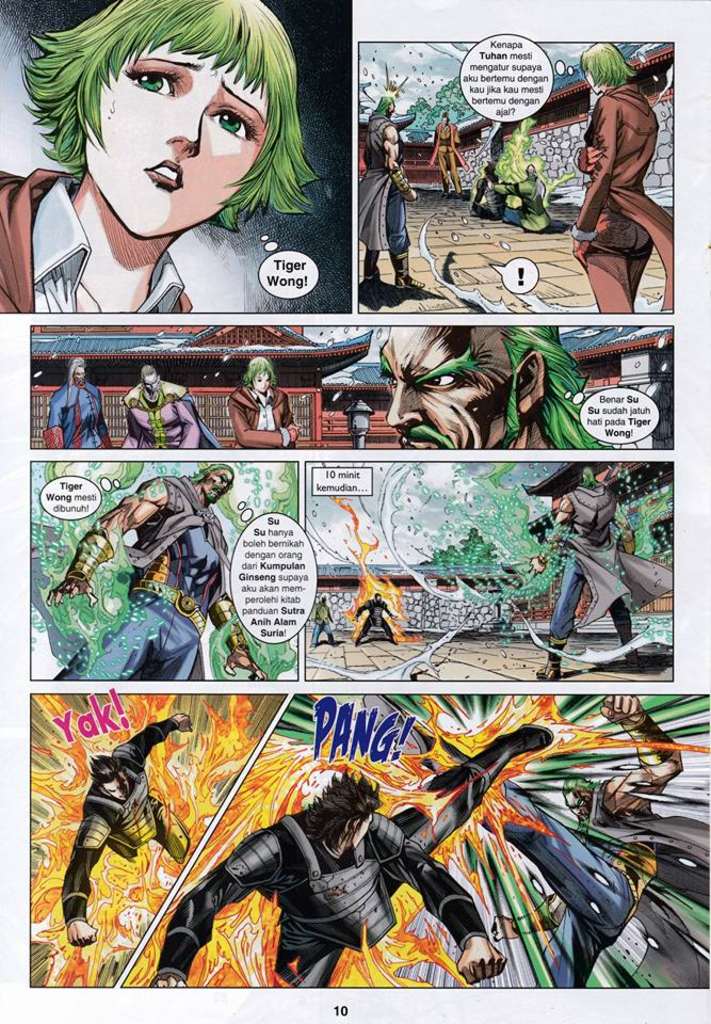 Tiger
Wong!
Kenapa
Tuhan mesti
mengatur supaya
aku bertemu dengan
kau jika kau mesti
bertemu dengan
ajal?
!
Benar Su
Su sudah jatuh
hati pada Tiger
Wong!
Tiger
Wong mesti
dibunuh!
Su
Su hanya
boleh bernikah
dengan orang
dari Kumpulan
Ginseng supaya
aku akan mem-
perolehi kitab
panduan Sutra
Anih Alam
Suria!
10 minit
kemudian...
Yak!
PANG!
10